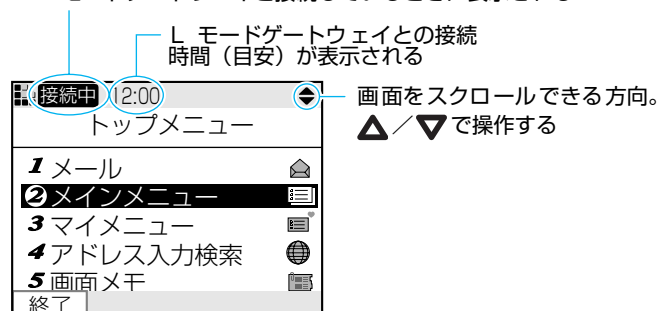 L モードゲートウェイとの接続
時間（目安）が表示される
接続中 12:00
画面をスクロールできる方向。
△／▽で操作する
トップメニュー
1 メール
2 メインメニュー
3 マイメニュー
4 アドレス入力検索
5 画面メモ
終了